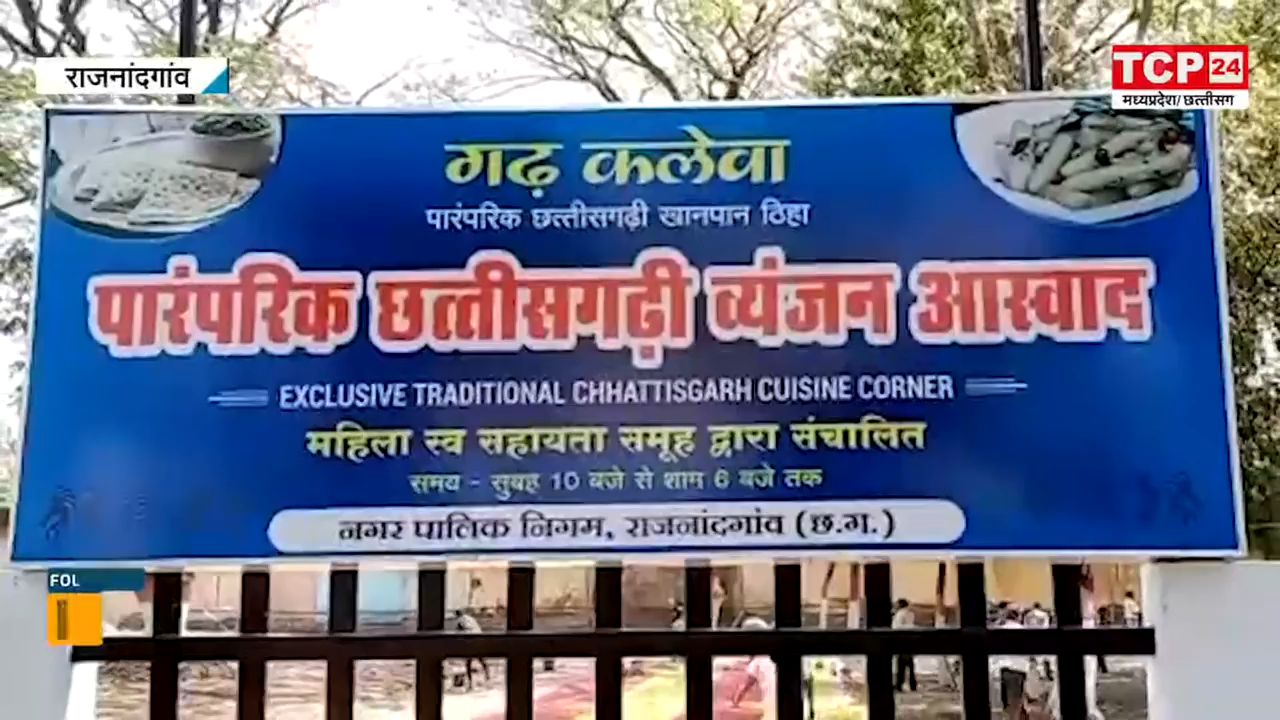 राजनांदगांव
TCP 24
मध्यप्रदेश/ छत्तीसग
गढ़ कलेवा
पारंपरिक छत्तीसगढ़ी खानपान ठिहा
पारंपरिक छत्तीसगढ़ी व्यंजन आस्वाद
EXCLUSIVE TRADITIONAL CHHATTISGARH CUISINE CORNER
महिला स्व सहायता समूह द्वारा संचालित
समय - सुबह 10 बजे से शाम 6 बजे तक
नगर पालिक निगम, राजनांदगांव (छ.ग.)
FOL